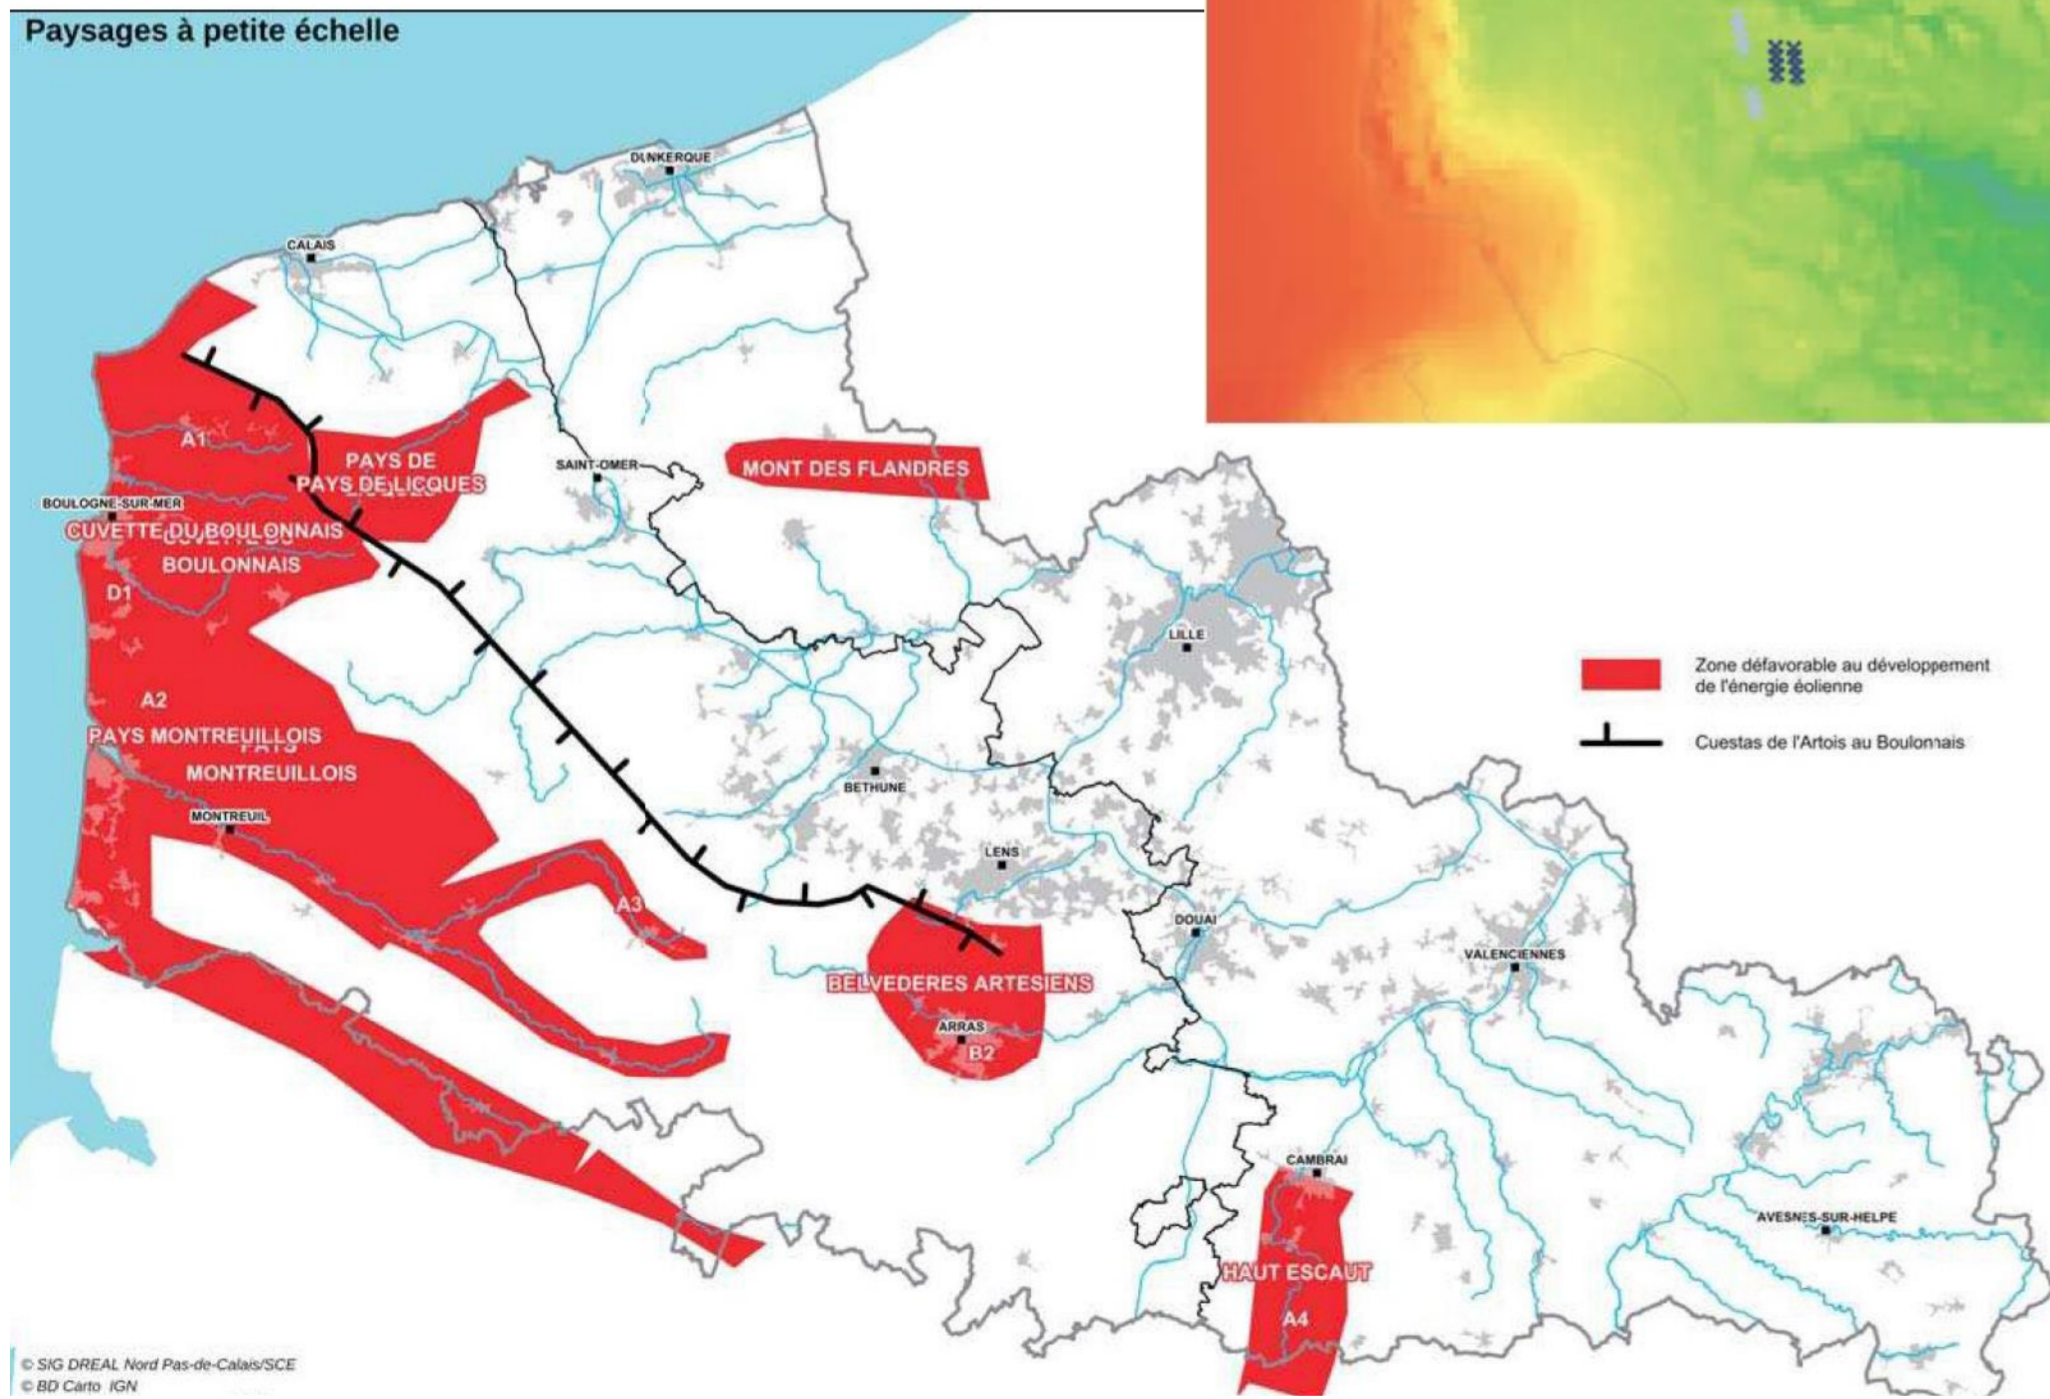 Paysages à petite échelle
DUNKERQUE
CALAIS
A1
PAYS DE
PAYS DE LICQUES
SAINT-OMER
MONT DES FLANDRES
BOULOGNE-SUR-MER
CUVETTE DU BOULONNAIS
BOULONNAIS
D1
LILLE
Zone défavorable au développement
de l'énergie éolienne
A2
PAYS MONTREUILLOIS
PAYS
MONTREUILLOIS
Cuestas de l'Artois au Boulonnais
BETHUNE
MONTREUIL
LENS
A3
DOUAI
VALENCIENNES
BELVEDERES ARTESIENS
ARRAS
B2
CAMBRAI
AVESNES-SUR-HELPE
HAUT ESCAUT
A4
© SIG DREAL Nord Pas-de-Calais/SCE
© BD Carto IGN